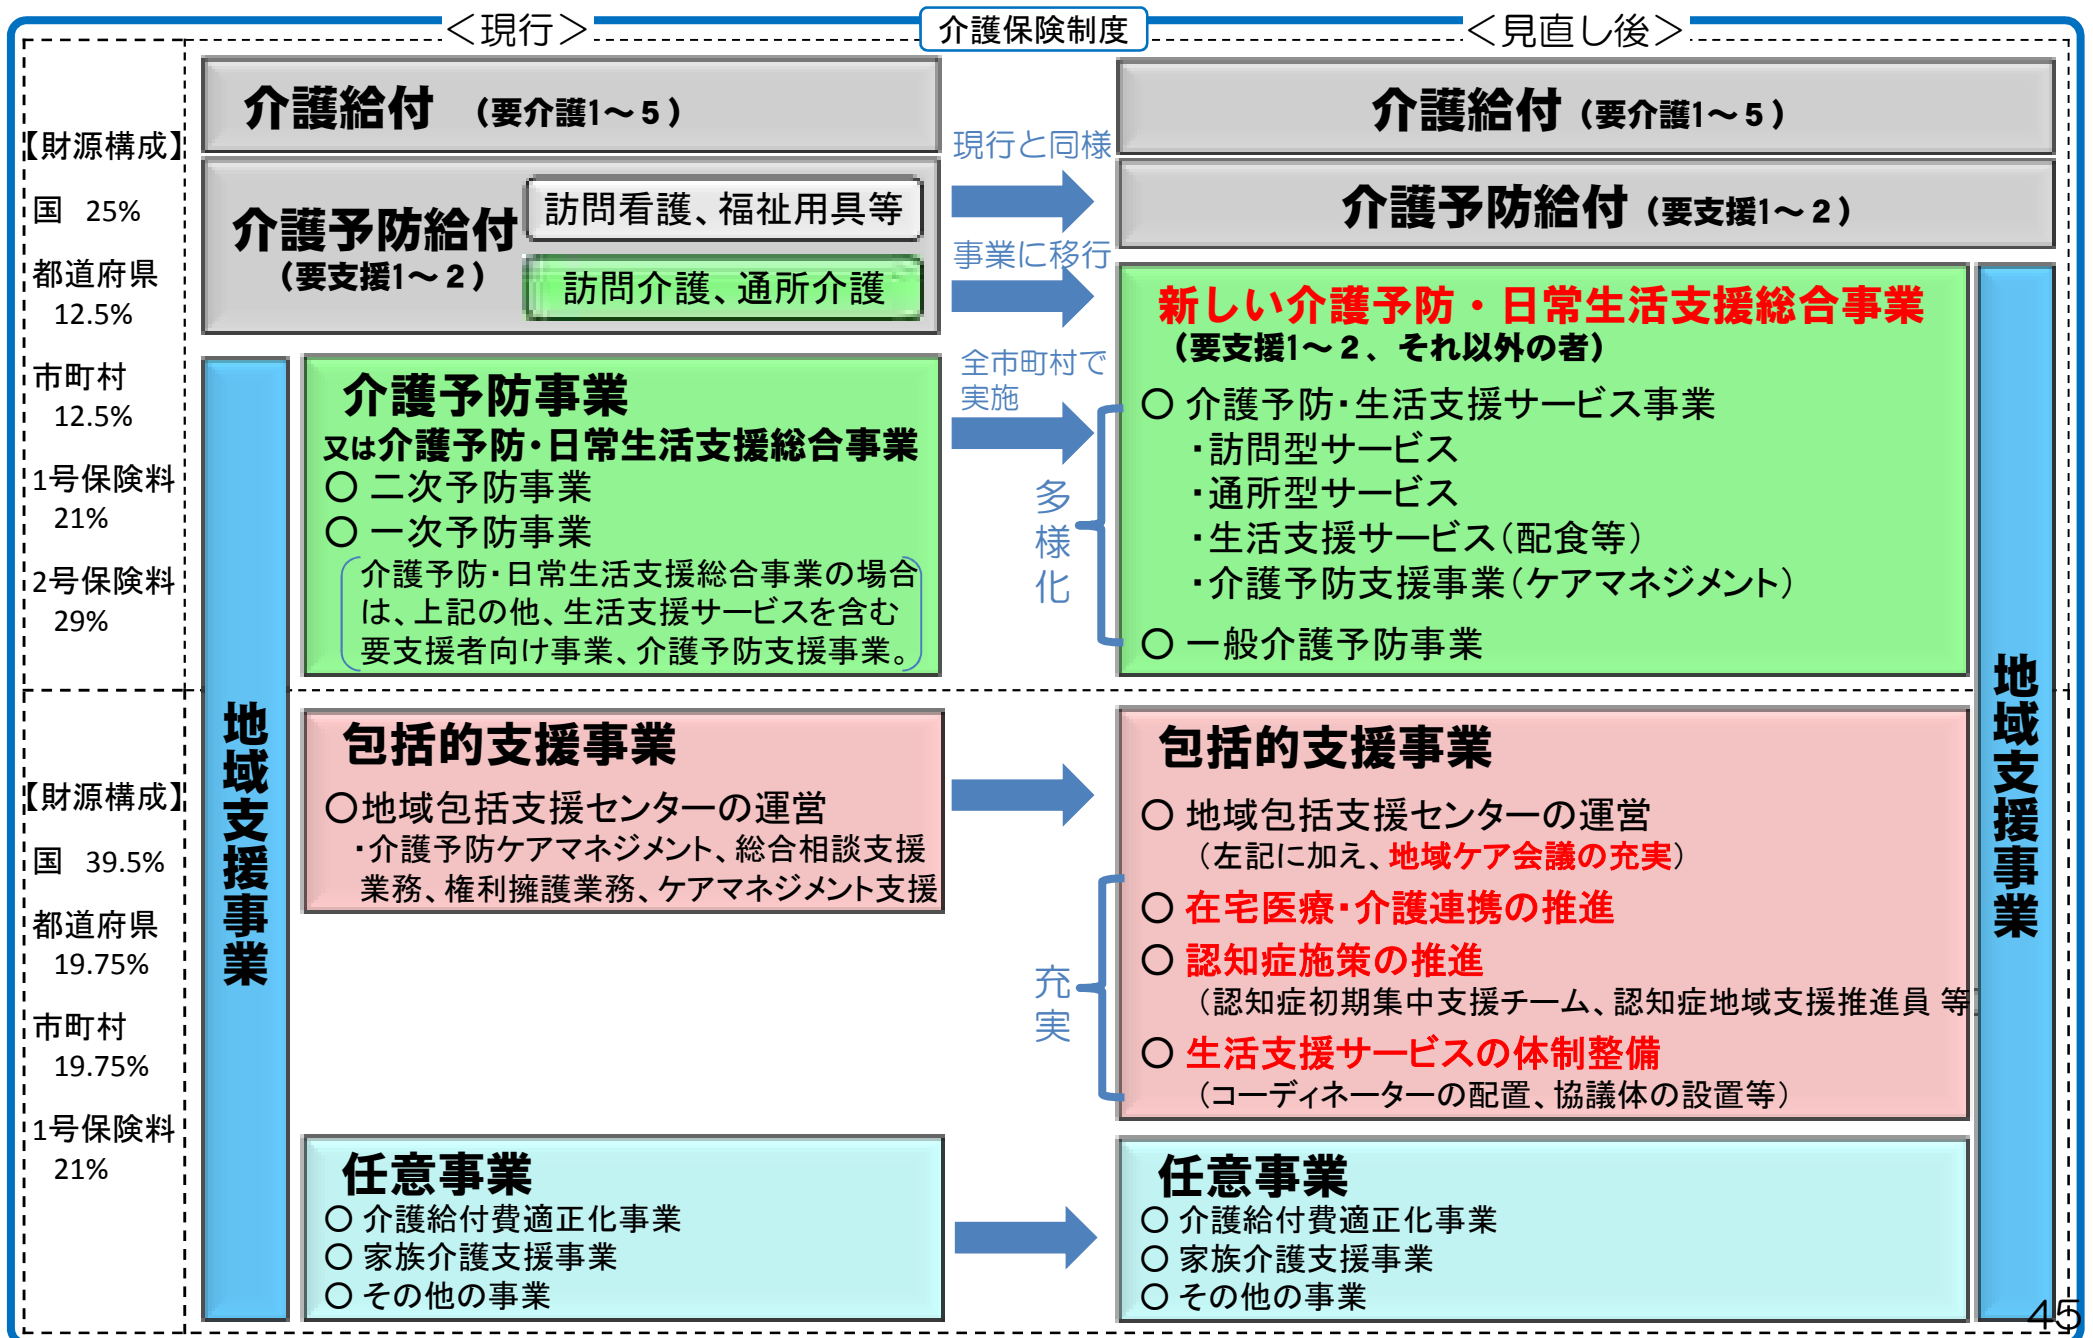 ＜現行＞
介護保険制度
＜見直し後＞
【財源構成】
国 25%
都道府県
12.5%
市町村
12.5%
1号保険料
21%
2号保険料
29%
【財源構成】
国 39.5%
都道府県
19.75%
市町村
19.75%
1号保険料
21%
介護給付 （要介護1～５）
介護予防給付
（要支援1～２）
訪問看護、福祉用具等
訪問介護、通所介護
地域支援事業
介護予防事業
又は介護予防・日常生活支援総合事業
○ 二次予防事業
○ 一次予防事業
介護予防・日常生活支援総合事業の場合
は、上記の他、生活支援サービスを含む
要支援者向け事業、介護予防支援事業。
包括的支援事業
○地域包括支援センターの運営
・介護予防ケアマネジメント、総合相談支援
業務、権利擁護業務、ケアマネジメント支援
任意事業
○ 介護給付費適正化事業
○ 家族介護支援事業
○ その他の事業
現行と同様
事業に移行
全市町村で
実施
多様化
充実
介護給付（要介護1～５）
介護予防給付（要支援1～２）
新しい介護予防・日常生活支援総合事業
（要支援1～２、それ以外の者）
○ 介護予防・生活支援サービス事業
・訪問型サービス
・通所型サービス
・生活支援サービス（配食等）
・介護予防支援事業（ケアマネジメント）
○ 一般介護予防事業
包括的支援事業
○ 地域包括支援センターの運営
（左記に加え、地域ケア会議の充実）
○ 在宅医療・介護連携の推進
○ 認知症施策の推進
（認知症初期集中支援チーム、認知症地域支援推進員 等）
○ 生活支援サービスの体制整備
（コーディネーターの配置、協議体の設置等）
任意事業
○ 介護給付費適正化事業
○ 家族介護支援事業
○ その他の事業
地域支援事業
45